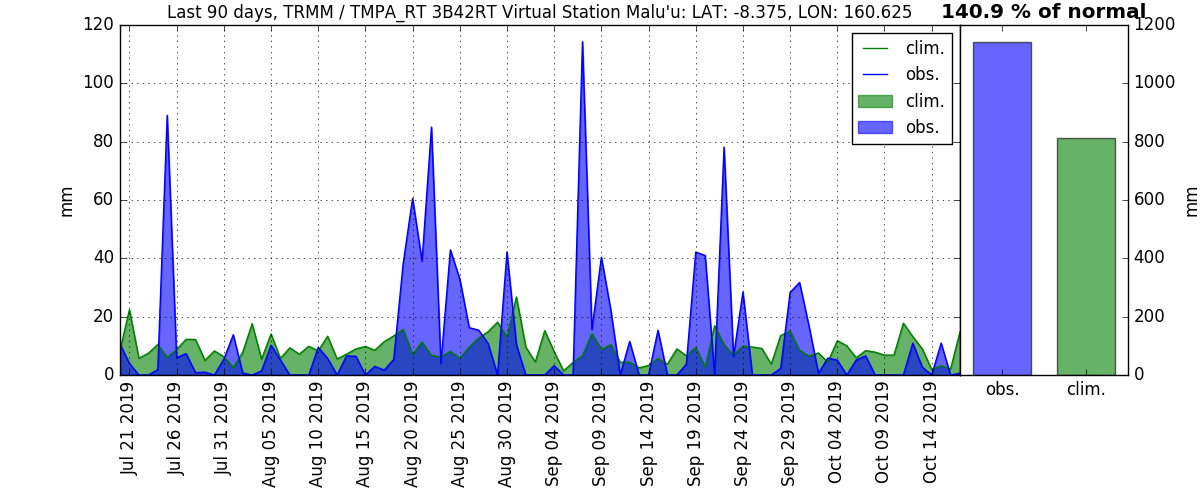 Last 90 days, TRMM / TMPA_RT 3B42RT Virtual Station Malu'u: LAT: -8.375, LON: 160.625
140.9 % of normal
120
100
80
60
40
20
0
mm
clim.
obs.
clim.
obs.
1200
1000
800
600
400
200
0
mm
Jul 21 2019
Jul 26 2019
Jul 31 2019
Aug 05 2019
Aug 10 2019
Aug 15 2019
Aug 20 2019
Aug 25 2019
Aug 30 2019
Sep 04 2019
Sep 09 2019
Sep 14 2019
Sep 19 2019
Sep 24 2019
Sep 29 2019
Oct 04 2019
Oct 09 2019
Oct 14 2019
obs.
clim.